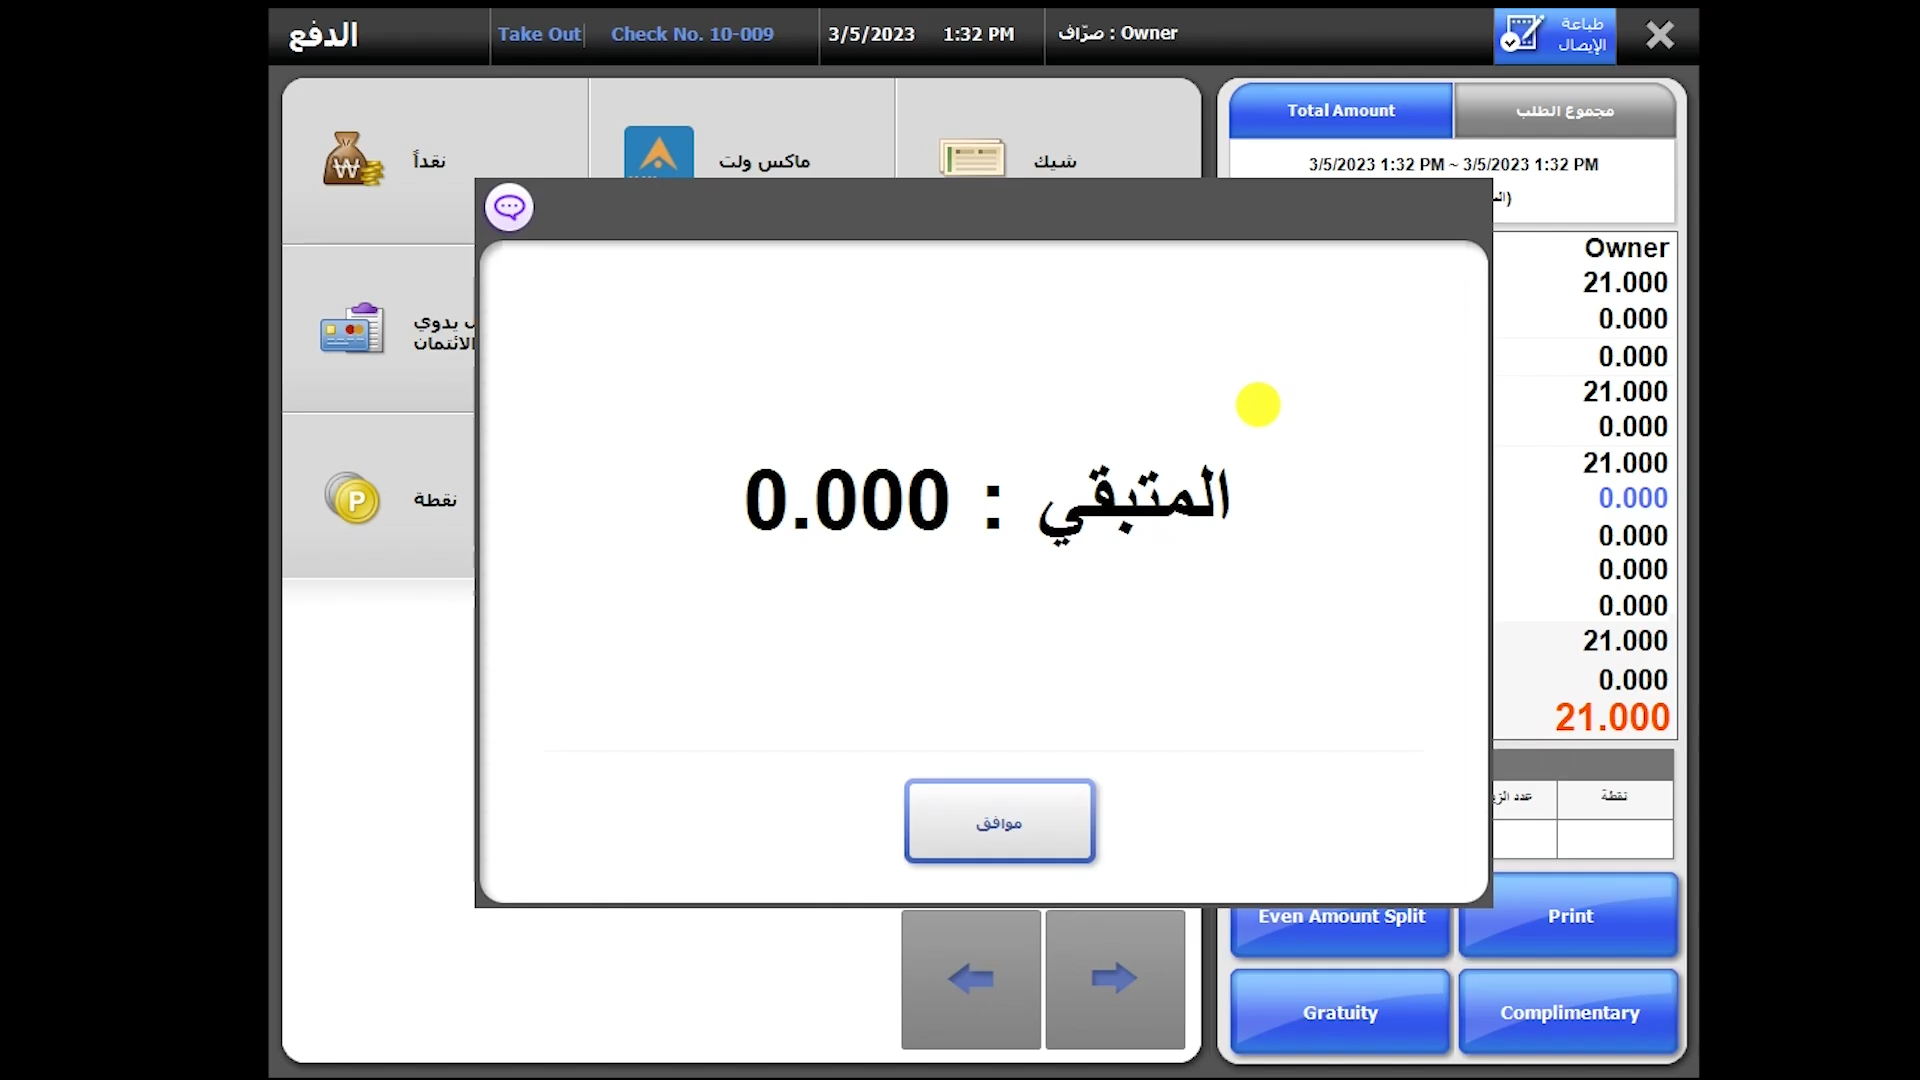 الدفع
Take Out
Check No. 10-009
3/5/2023 1:32 PM
صرّاف : Owner
طباعة
الإيصال
نقداً
ماكس ولت
شيك
يدوي
الائتمان
نقطة
Total Amount
مجموع الطلب
3/5/2023 1:32 PM ~ 3/5/2023 1:32 PM
Owner
21.000
0.000
0.000
21.000
0.000
21.000
0.000
0.000
0.000
0.000
21.000
0.000
21.000
المتبقي : 0.000
موافق
عدد
نقطة
Even Amount Split
Print
Gratuity
Complimentary